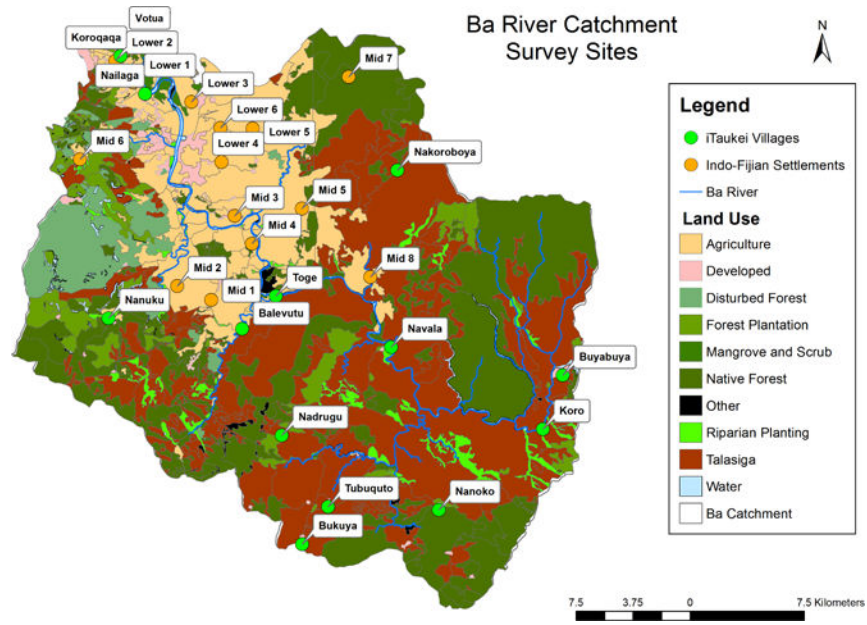 Ba River Catchment
Survey Sites
N
Votua
Koroqaqa
Lower 2
Nailaga
Lower 1
Lower 3
Mid 7
Lower 6
Lower 5
Mid 6
Lower 4
Nakoroboya
Mid 3
Mid 5
Mid 4
Mid 2
Mid 1
Toge
Mid 8
Nanuku
Balevutu
Navala
Buyabuya
Nadrugu
Koro
Tubuquto
Nanoko
Bukuya
Legend
iTaukei Villages
Indo-Fijian Settlements
Ba River
Land Use
Agriculture
Developed
Disturbed Forest
Forest Plantation
Mangrove and Scrub
Native Forest
Other
Riparian Planting
Talasiga
Water
Ba Catchment
7.5 3.75 0 7.5 Kilometers